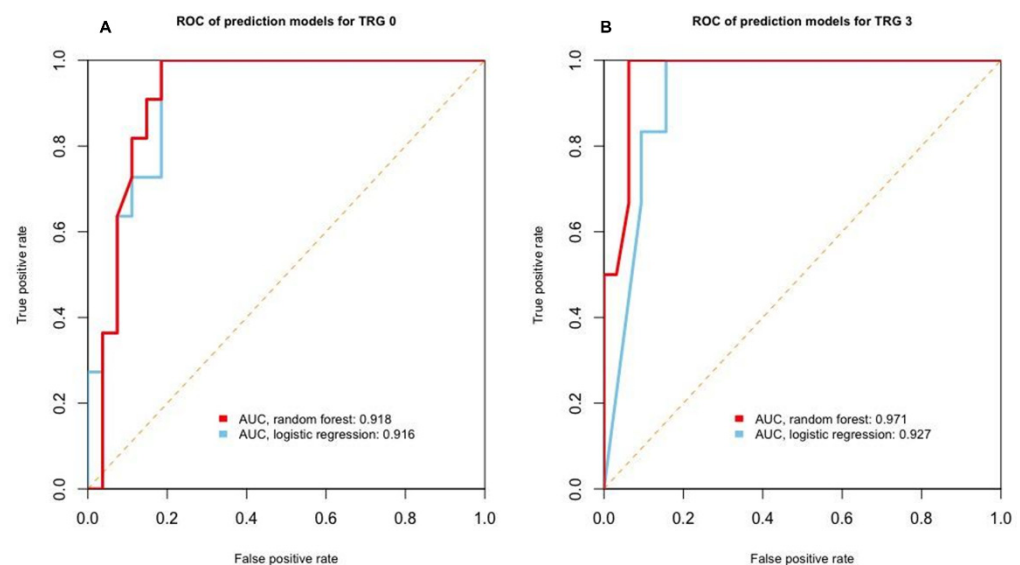 A
ROC of prediction models for TRG 0
True positive rate
0.0
0.2
0.4
0.6
0.8
1.0
AUC, random forest: 0.918
AUC, logistic regression: 0.916
0.0 0.2 0.4 0.6 0.8 1.0
False positive rate
B
ROC of prediction models for TRG 3
True positive rate
0.0
0.2
0.4
0.6
0.8
1.0
AUC, random forest: 0.971
AUC, logistic regression: 0.927
0.0 0.2 0.4 0.6 0.8 1.0
False positive rate